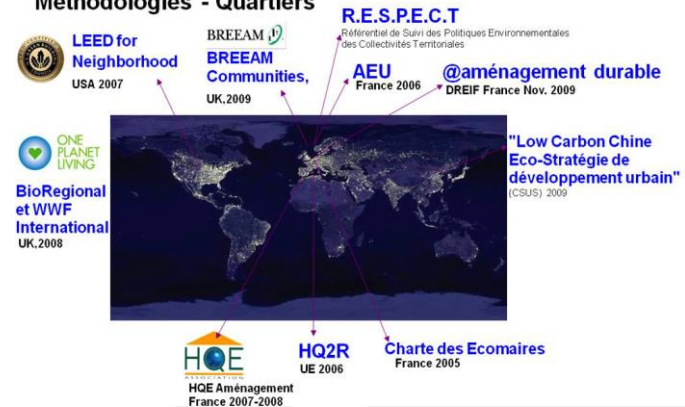 Méthodologies - Quartiers
R.E.S.P.E.C.T
Référentiel de Suivi des Politiques Environnementales
des Collectivités Territoriales
LEED for
Neighborhood
USA 2007
BREEAM
BREEAM
Communities,
UK,2009
AEU
France 2006
@aménagement durable
DREIF France Nov. 2009
ONE
PLANET
LIVING
BioRegional
et WWF
International
UK,2008
"Low Carbon Chine
Eco-Stratégie de
développement urbain"
(CSUS) 2009
HQE
ASSOCIATION
HQE Aménagement
France 2007-2008
HQ2R
UE 2006
Charte des Ecomaires
France 2005